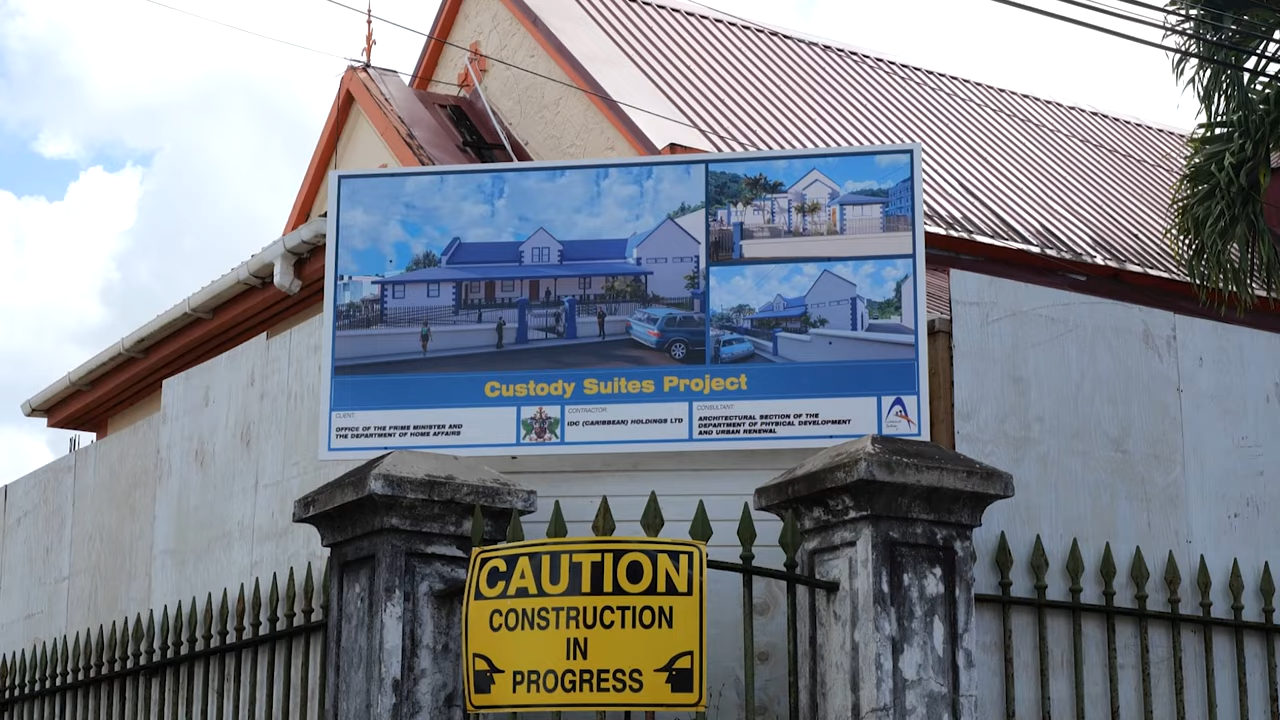 Custody Suites Project
CLIENT:
OFFICE OF THE PRIME MINISTER AND
THE DEPARTMENT OF HOME AFFAIRS
CONTRACTOR:
IDC (CARIBBEAN) HOLDINGS LTD
CONSULTANT:
ARCHITECTURAL SECTION OF THE
DEPARTMENT OF PHYSICAL DEVELOPMENT
AND URBAN RENEWAL
CAUTION
CONSTRUCTION
IN
PROGRESS